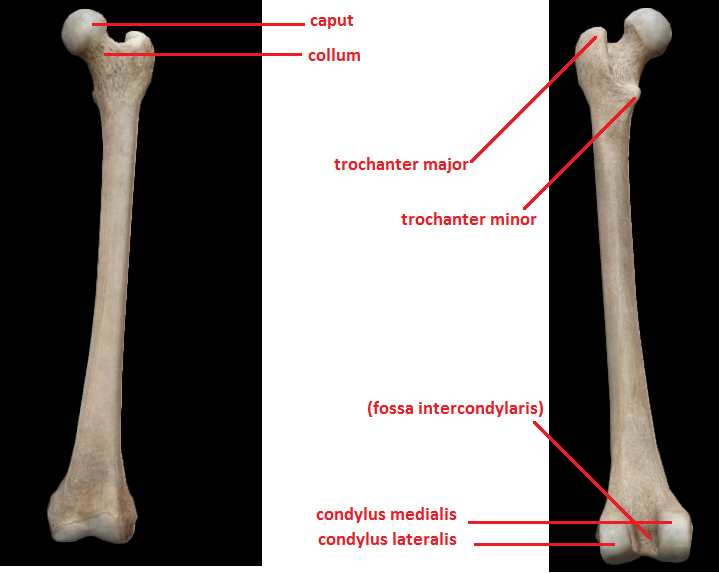 caput
collum
trochanter major
trochanter minor
(fossa intercondylaris)
condylus medialis
condylus lateralis